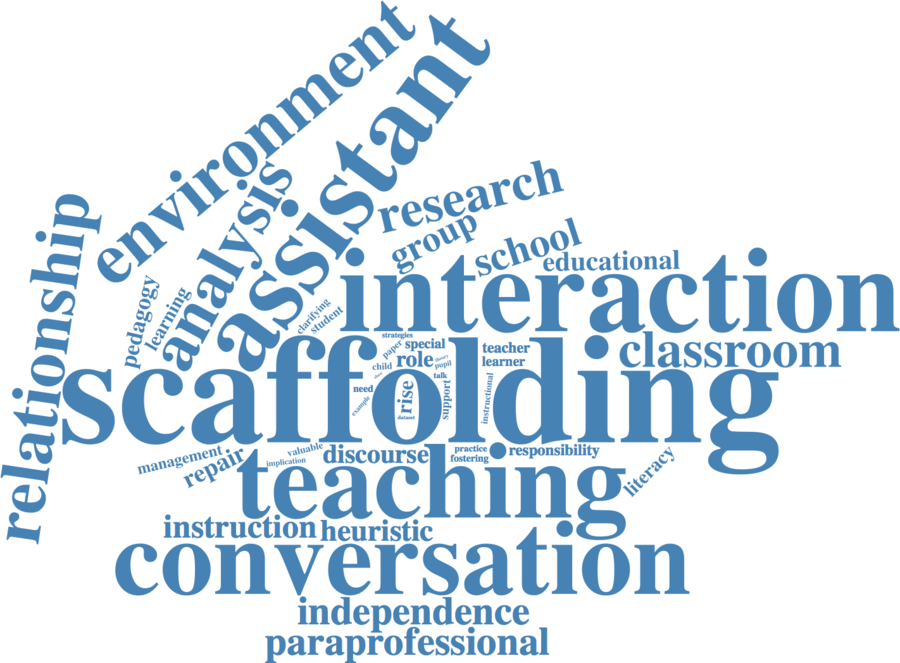 environment
assistant
relationship
analysis
research
group
school
educational
interaction
pedagogy
learning
clarifying
student
strategies
paper
special
teacher
classroom
child
role
theory
pupil
learner
talk
need
rise
support
instructional
example
dataset
scaffolding
management
repair
valuable
implication
discourse
practice
fostering
responsibility
literacy
teaching
instruction
heuristic
conversation
independence
paraprofessional